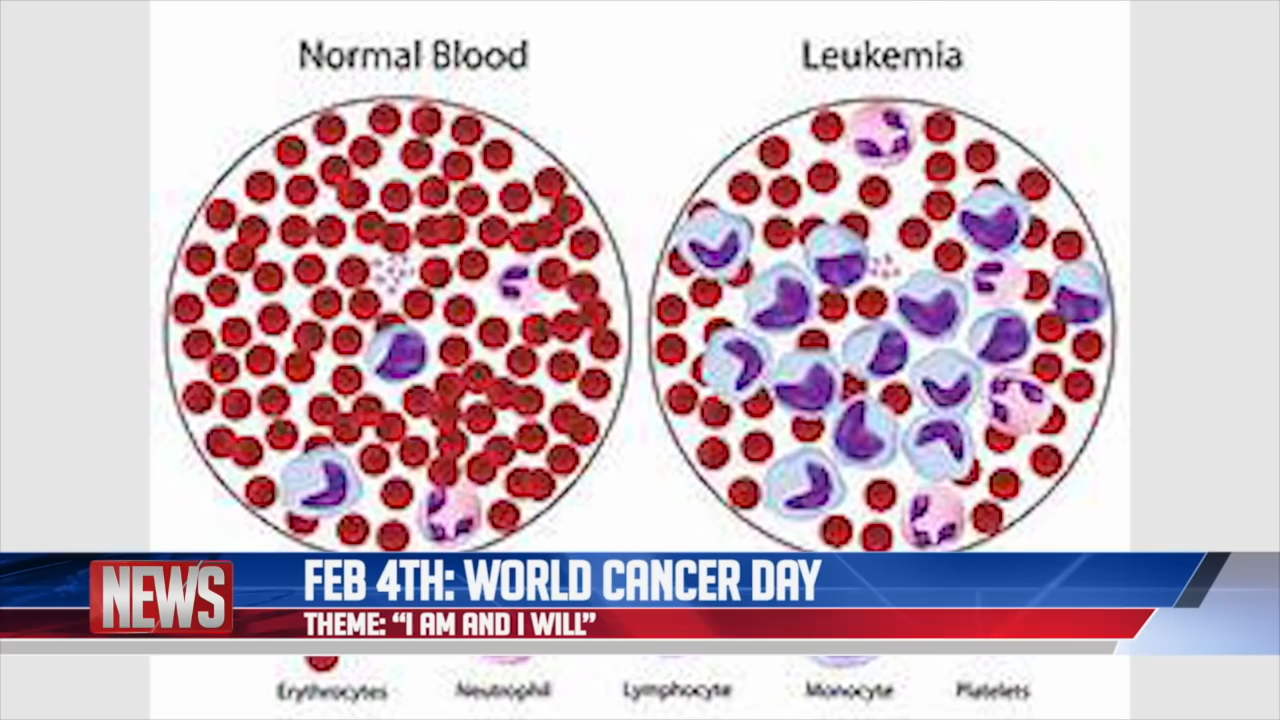 Normal Blood
Leukemia
NEWS
FEB 4TH: WORLD CANCER DAY
THEME: “I AM AND I WILL”
Erythrocytes
Neutrophil
Lymphocyte
Monocyte
Platelets